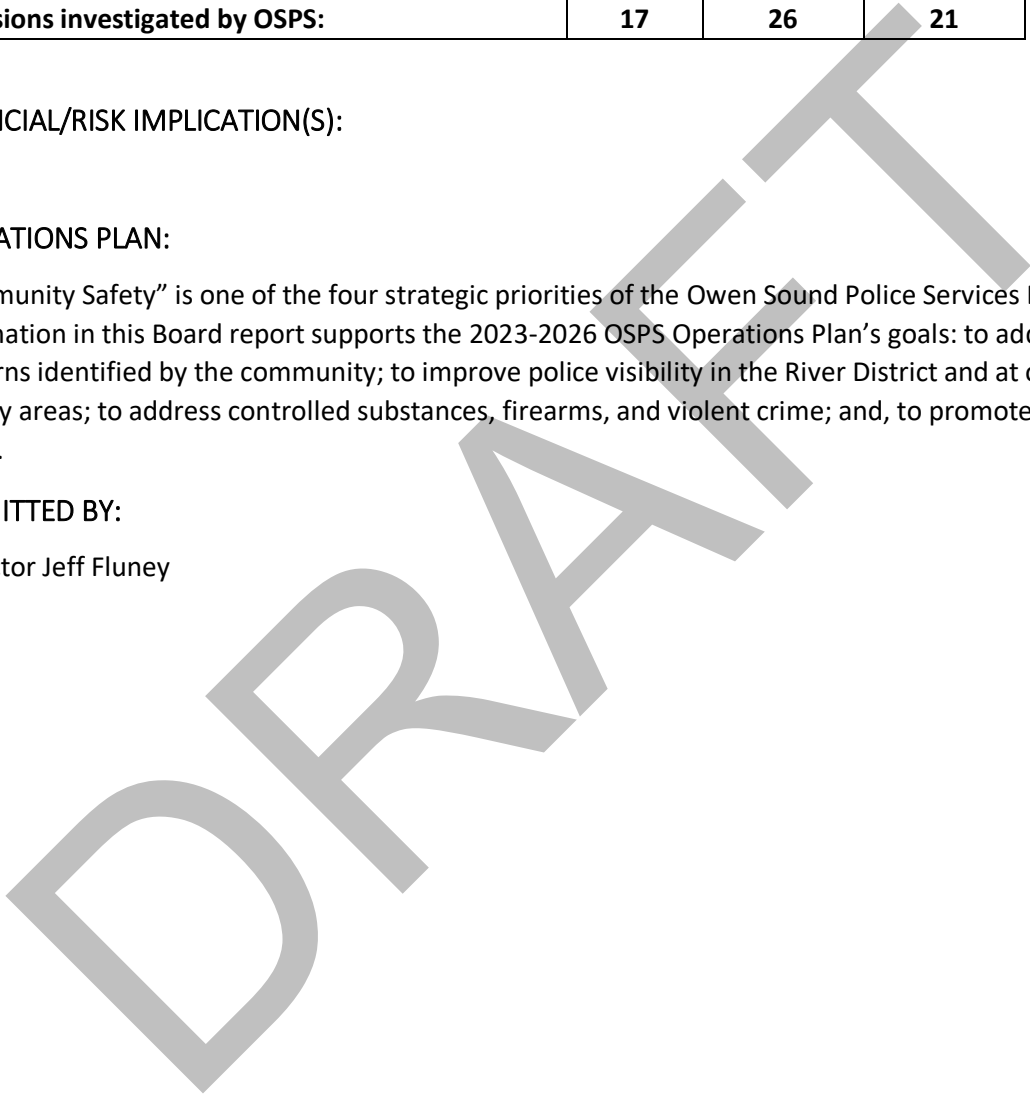 sions investigated by OSPS: 17 26 21
ICIAL/RISK IMPLICATION(S):
ATIONS PLAN:
munity Safety” is one of the four strategic priorities of the Owen Sound Police Services
nation in this Board report supports the 2023-2026 OSPS Operations Plan’s goals: to add
rns identified by the community; to improve police visibility in the River District and at
y areas; to address controlled substances, firearms, and violent crime; and, to promote
.
ITTED BY:
tor Jeff Fluney
DRAFT